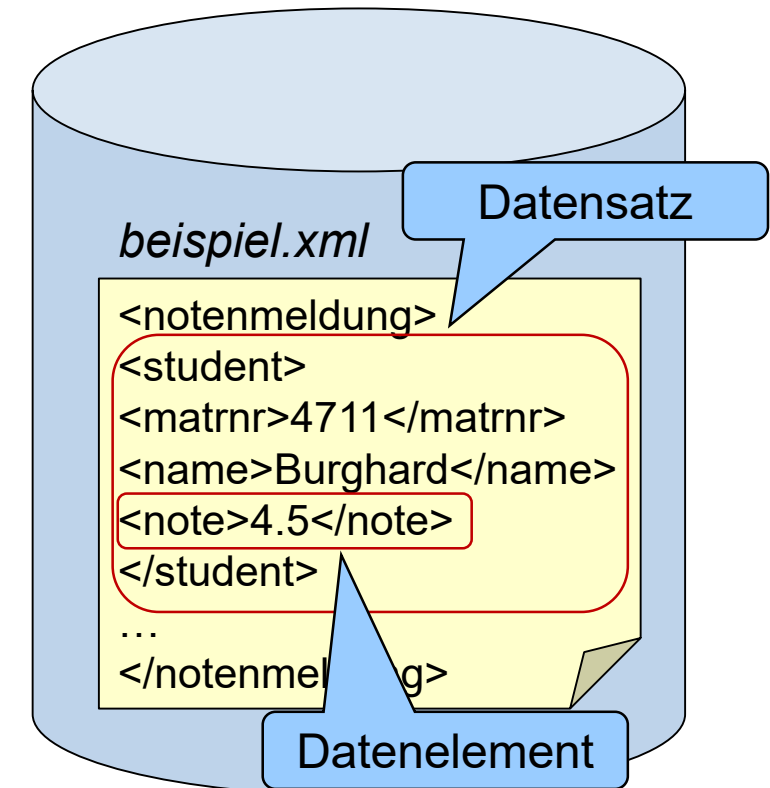 Datensatz
beispiel.xml
<notenmeldung>
<student>
<matrnr>4711</matrnr>
<name>Burghard</name>
<note>4.5</note>
</student>
…
</notenmel g>
Datenelement